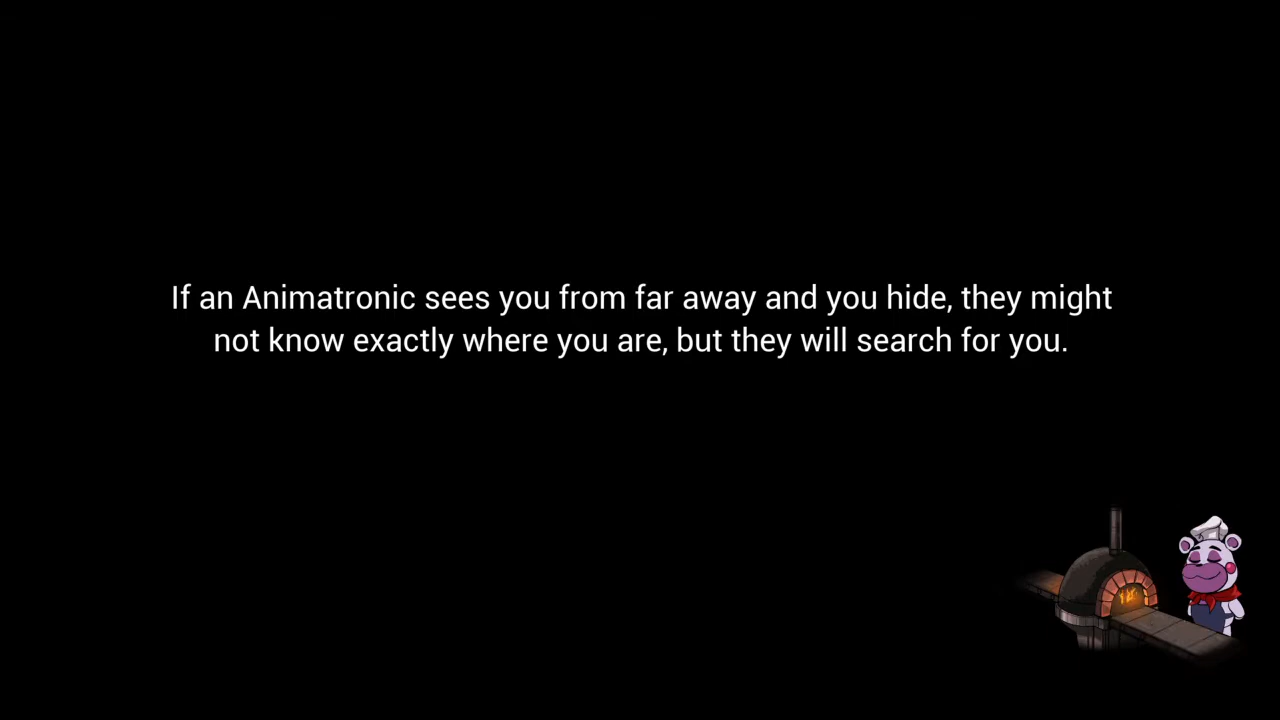 If an Animatronic sees you from far away and you hide, they might
not know exactly where you are, but they will search for you.